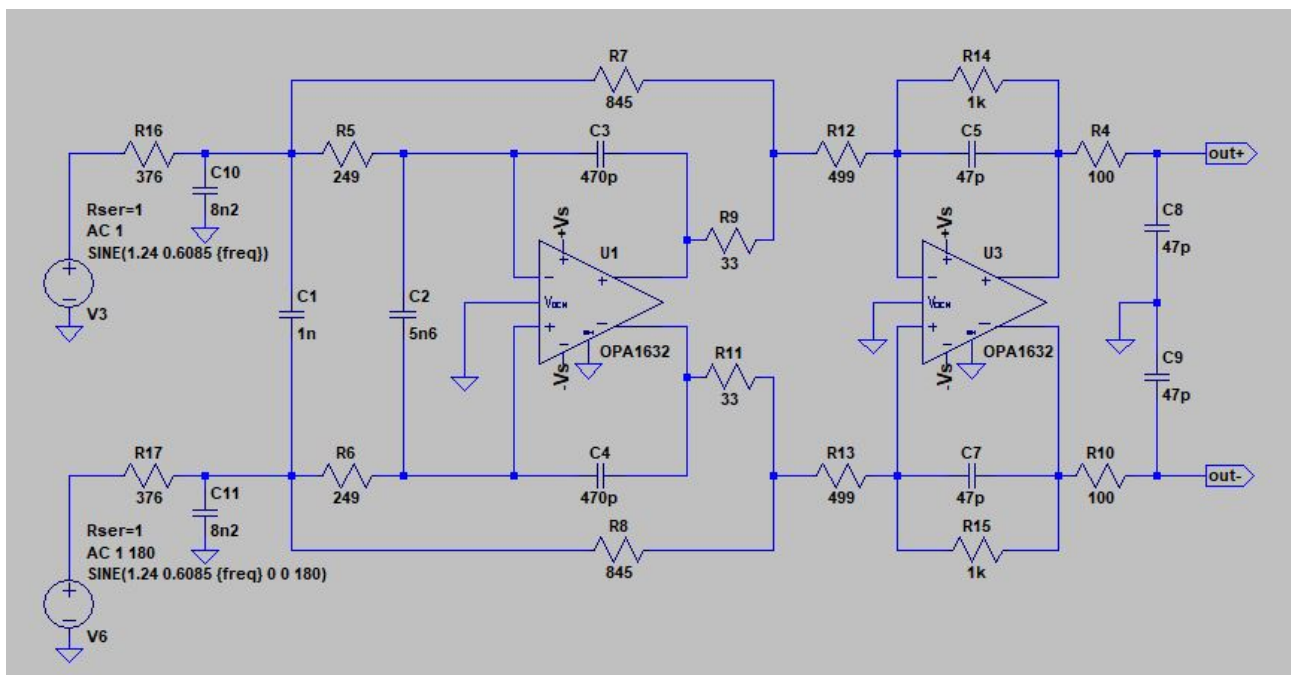 R7
845
R14
1k
R16
376
R5
249
C3
470p
R12
499
C5
47p
R4
100
out+
C10
8n2
Rser=1
AC 1
SINE(1.24 0.6085 {freq})
V3
C1
1n
C2
5n6
+Vs
U1
VOCM
OPA1632
-Vs
R9
33
R11
33
+Vs
U3
VOCM
OPA1632
-Vs
C8
47p
C9
47p
R17
376
R6
249
C4
470p
R13
499
C7
47p
R10
100
out-
C11
8n2
Rser=1
AC 1 180
SINE(1.24 0.6085 {freq} 0 0 180)
V6
R8
845
R15
1k